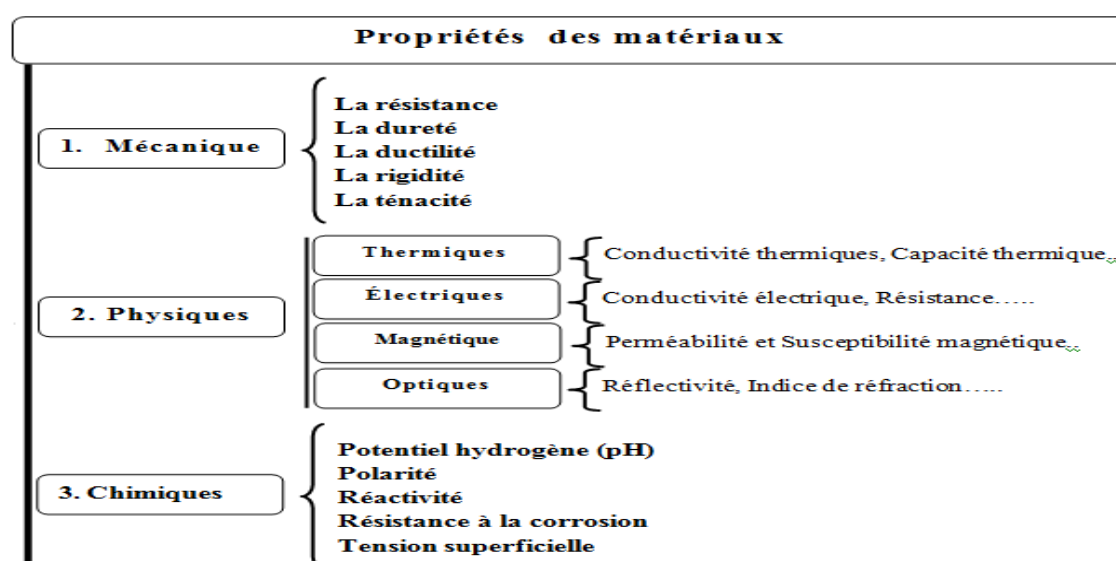 Propriétés des matériaux
1. Mécanique
La résistance
La dureté
La ductilité
La rigidité
La ténacité
2. Physiques
Thermiques
Conductivité thermiques, Capacité thermique..
Électriques
Conductivité électrique, Résistance.....
Magnétique
Perméabilité et Susceptibilité magnétique..
Optiques
Réflectivité, Indice de réfraction.....
3. Chimiques
Potentiel hydrogène (pH)
Polarité
Réactivité
Résistance à la corrosion
Tension superficielle